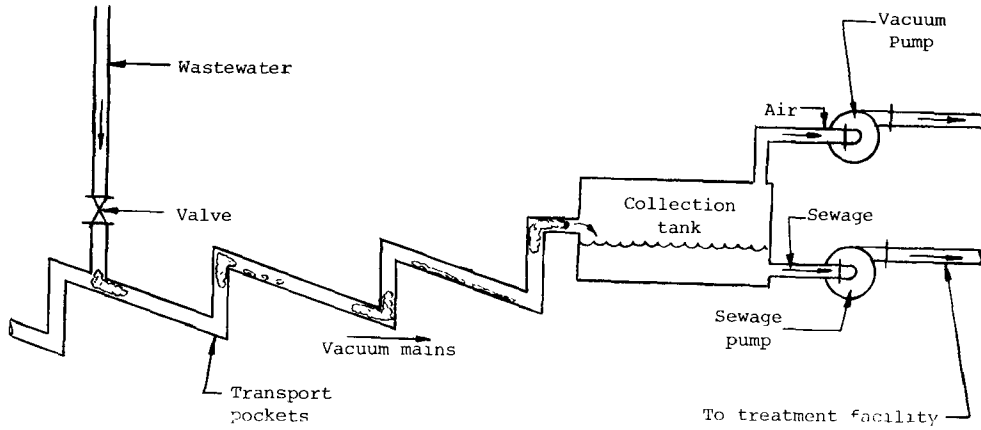 Vacuum
Pump
Wastewater
Air
Valve
Collection
tank
Sewage
Sewage
pump
Vacuum mains
Transport
pockets
To treatment facility